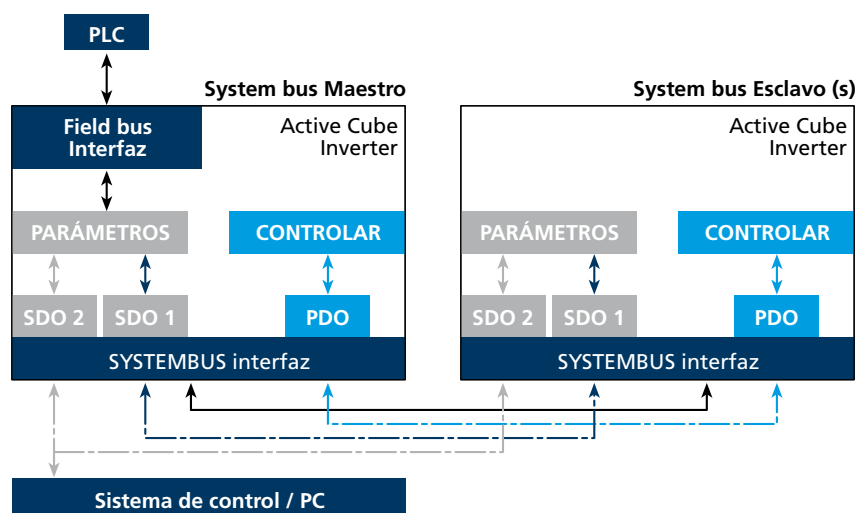 PLC
System bus Maestro
System bus Esclavo (s)
Field bus
Interfaz
Active Cube
Inverter
Active Cube
Inverter
PARÁMETROS
CONTROLAR
PARÁMETROS
CONTROLAR
SDO 2
SDO 1
PDO
SDO 2
SDO 1
PDO
SYSTEMBUS interfaz
SYSTEMBUS interfaz
Sistema de control / PC